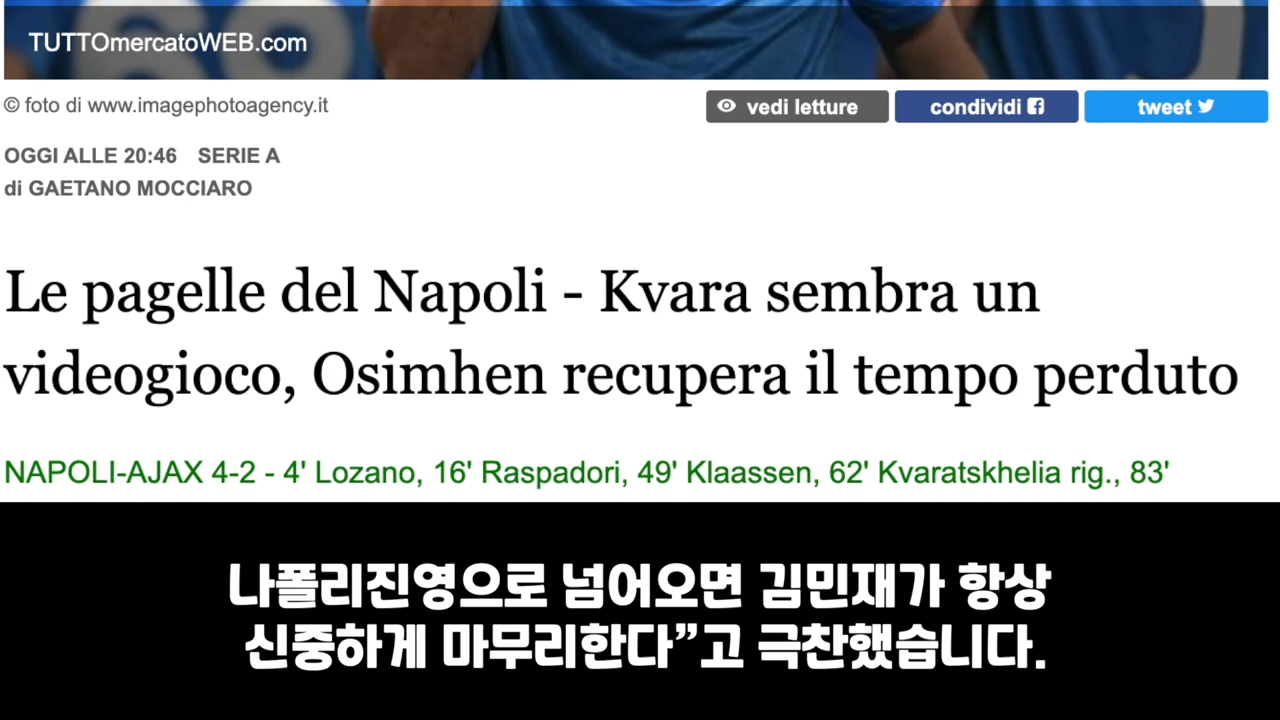 TUTTOmercatoWEB.com
© foto di www.imagephotoagency.it
vedi letture condividi tweet
OGGI ALLE 20:46 SERIE A
di GAETANO MOCCIARO
Le pagelle del Napoli - Kvara sembra un
videogioco, Osimhen recupera il tempo perduto
NAPOLI-AJAX 4-2 - 4' Lozano, 16' Raspadori, 49' Klaassen, 62' Kvaratskhelia rig., 83'
나폴리진영으로 넘어오면 김민재가 항상
신중하게 마무리한다”고 극찬했습니다.